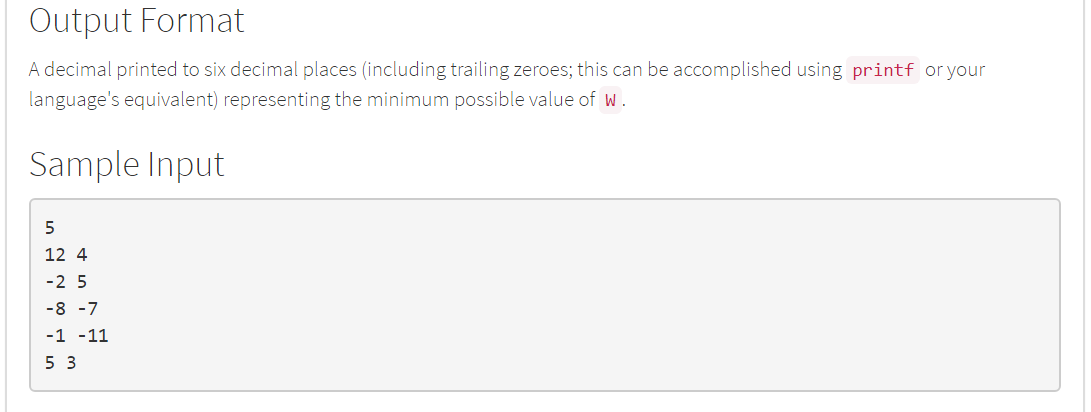 Output Format
A decimal printed to six decimal places (including trailing zeroes; this can be accomplished using printf or your
language's equivalent) representing the minimum possible value of W.
Sample Input
5
12 4
-2 5
-8 -7
-1 -11
5 3